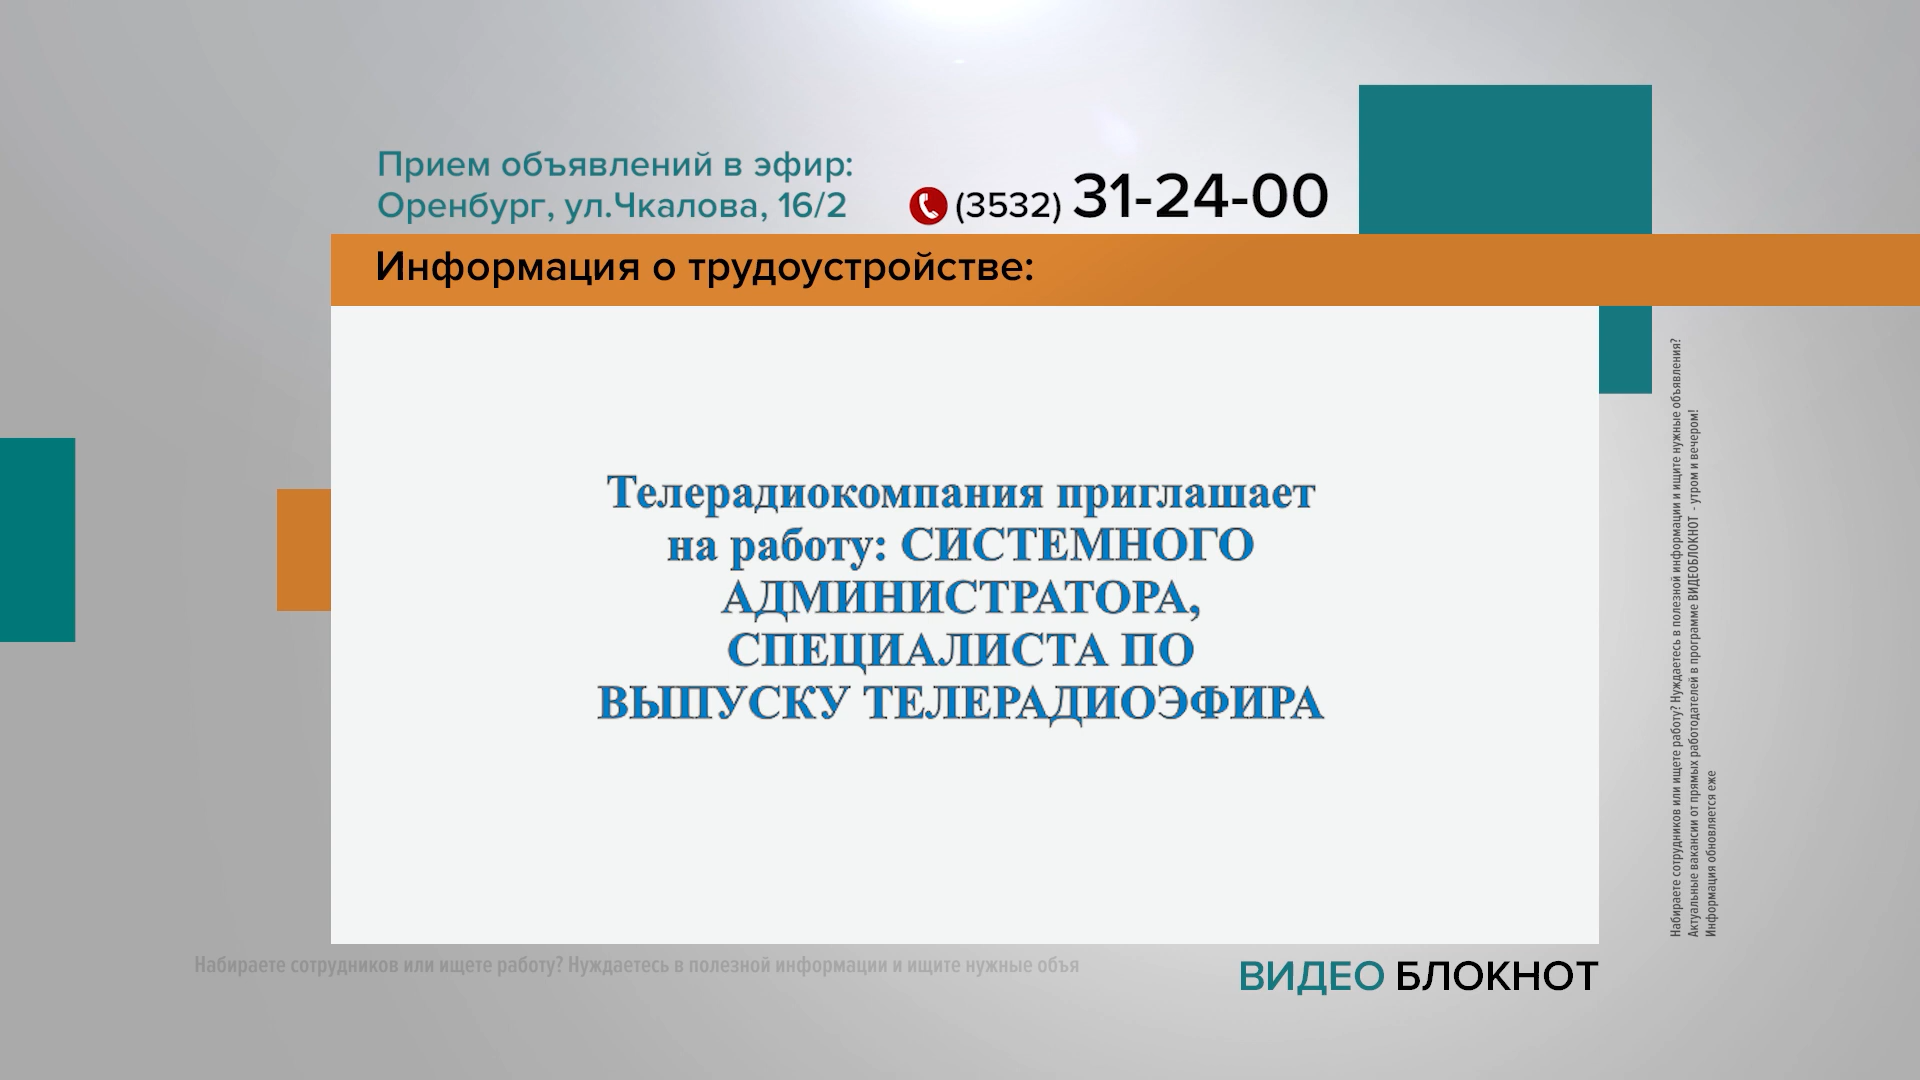 Прием объявлений в эфир:
Оренбург, ул.Чкалова, 16/2
(3532) 31-24-00
Информация о трудоустройстве:
Телерадиокомпания приглашает
на работу: СИСТЕМНОГО
АДМИНИСТРАТОРА,
СПЕЦИАЛИСТА ПО
ВЫПУСКУ ТЕЛЕРАДИОЭФИРА
Набираете сотрудников или ищете работу? Нуждаетесь в полезной информации и ищите нужные объявления?
Актуальные вакансии от прямых работодателей в программе ВИДЕОБЛОКНОТ - утром и вечером!
Информация обновляется еже
Набираете сотрудников или ищете работу? Нуждаетесь в полезной информации и ищите нужные объя
ВИДЕО БЛОКНОТ